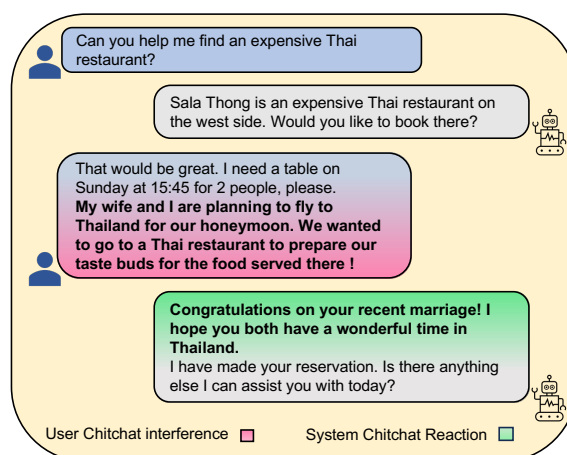 Can you help me find an expensive Thai
restaurant?
Sala Thong is an expensive Thai restaurant on
the west side. Would you like to book there?
That would be great. I need a table on
Sunday at 15:45 for 2 people, please.
My wife and I are planning to fly to
Thailand for our honeymoon. We wanted
to go to a Thai restaurant to prepare our
taste buds for the food served there !
Congratulations on your recent marriage! I
hope you both have a wonderful time in
Thailand.
I have made your reservation. Is there anything
else I can assist you with today?
User Chitchat interference
System Chitchat Reaction